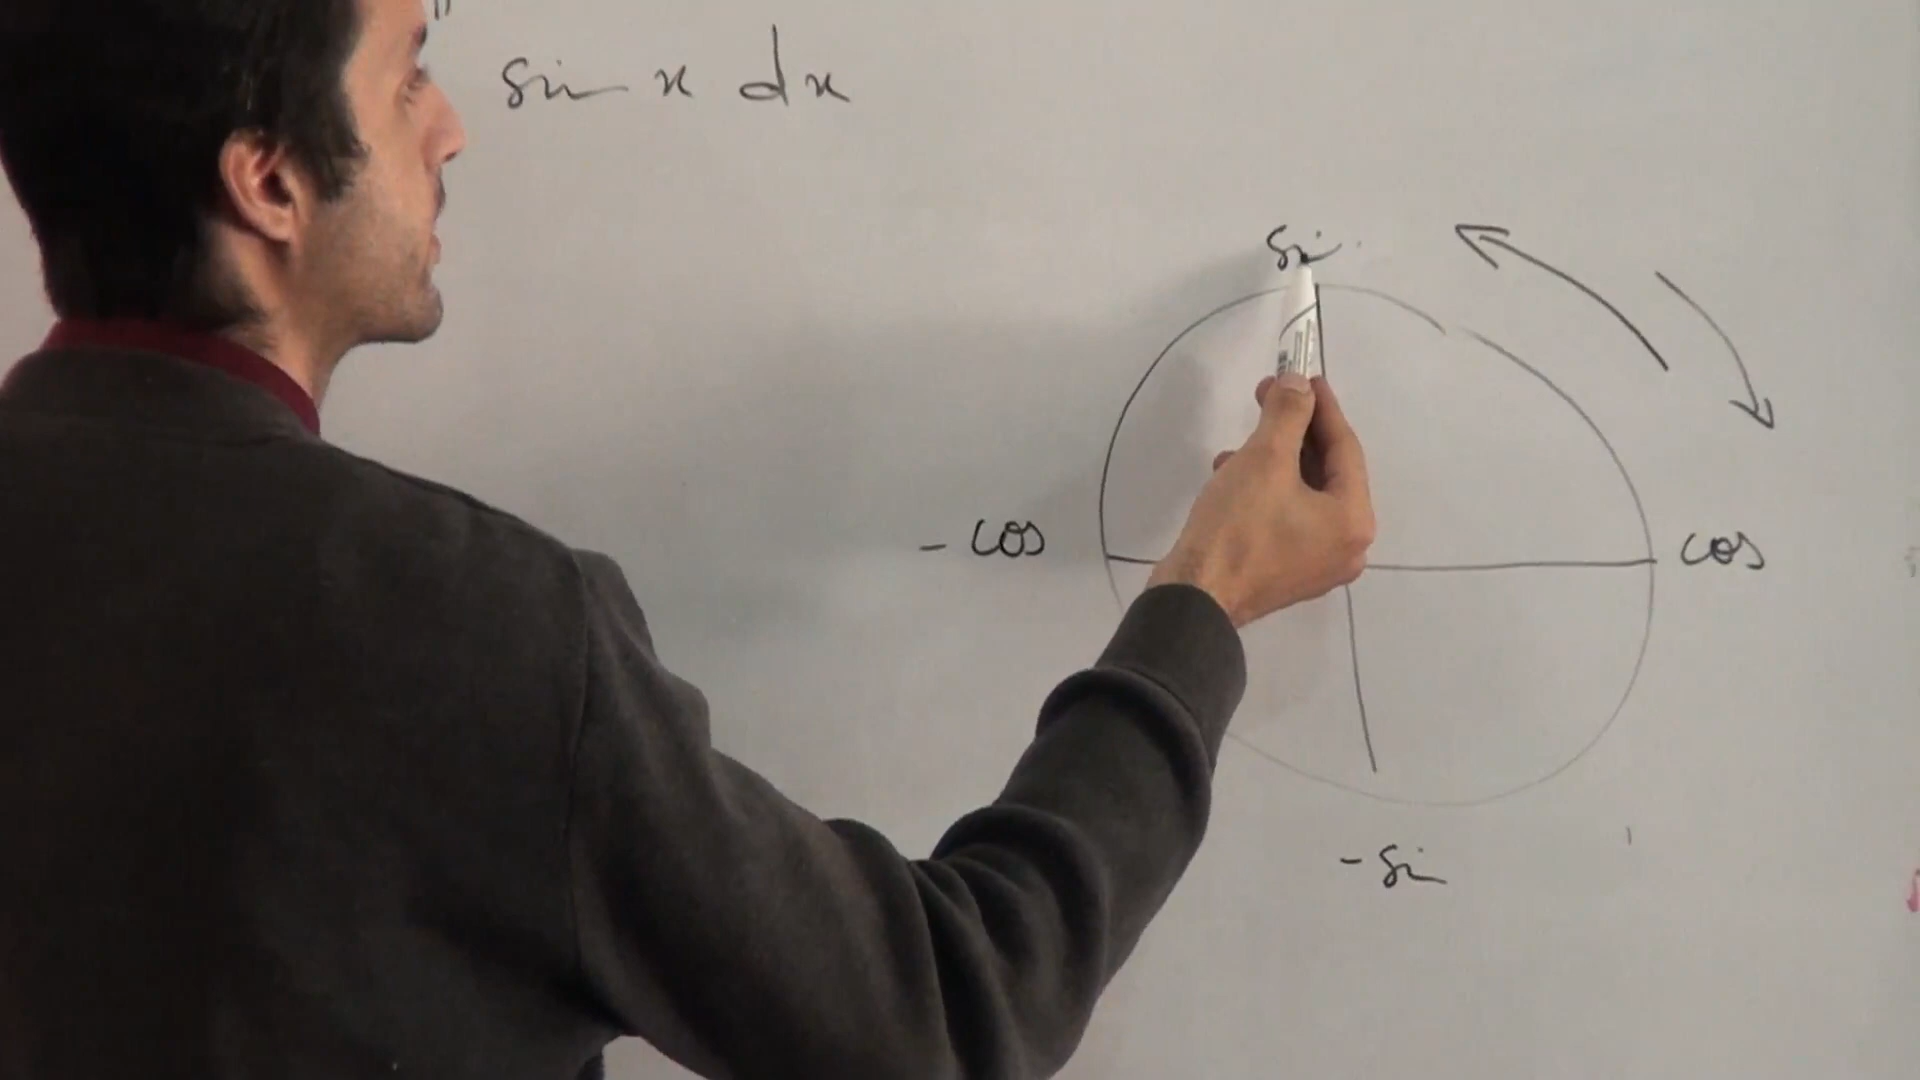 sin x dx
sin
- cos
cos
- sin